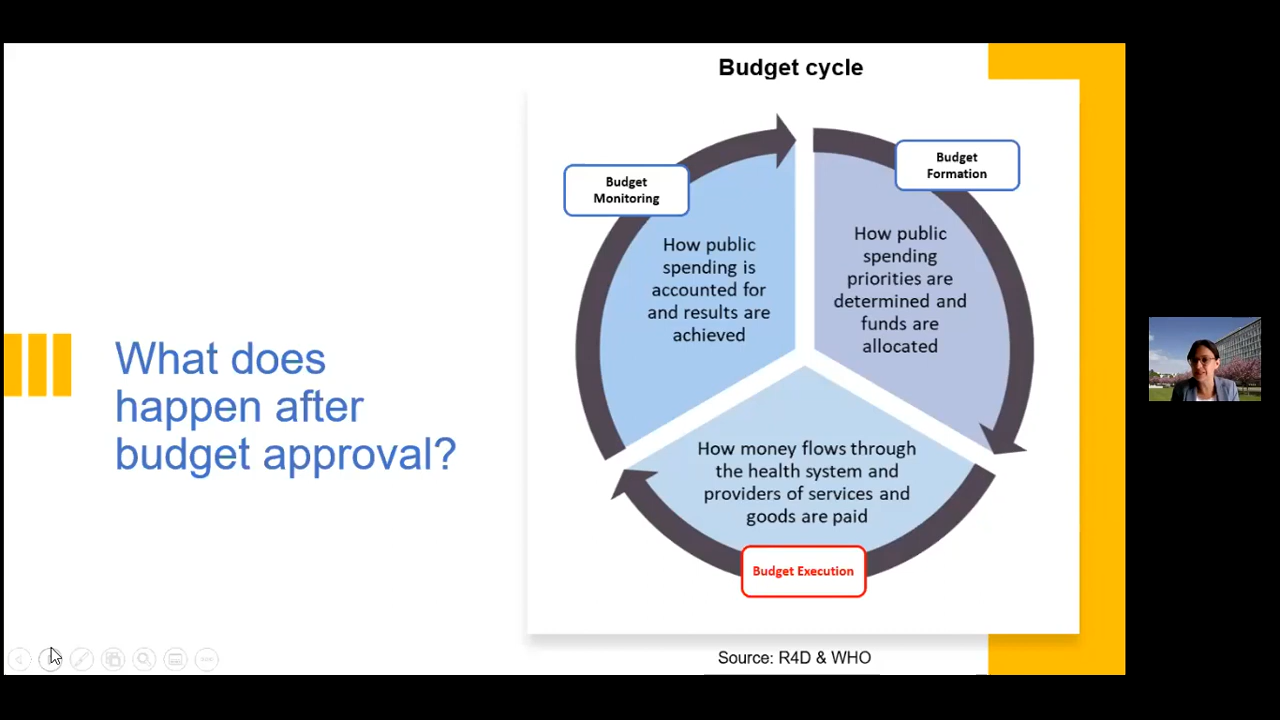 Budget cycle
Budget
Formation
How public
spending
priorities are
determined and
funds are
allocated
Budget
Monitoring
How public
spending is
accounted for
and results are
achieved
What does
happen after
budget approval?
How money flows through
the health system and
providers of services and
goods are paid
Budget Execution
Source: R4D & WHO